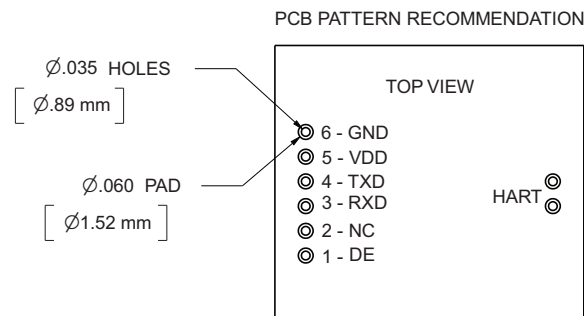 PCB PATTERN RECOMMENDATION
TOP VIEW
Ø.035 HOLES
[ Ø.89 mm ]
Ø.060 PAD
[ Ø1.52 mm ]
6 - GND
5 - VDD
4 - TXD
3 - RXD
2 - NC
1 - DE
HART